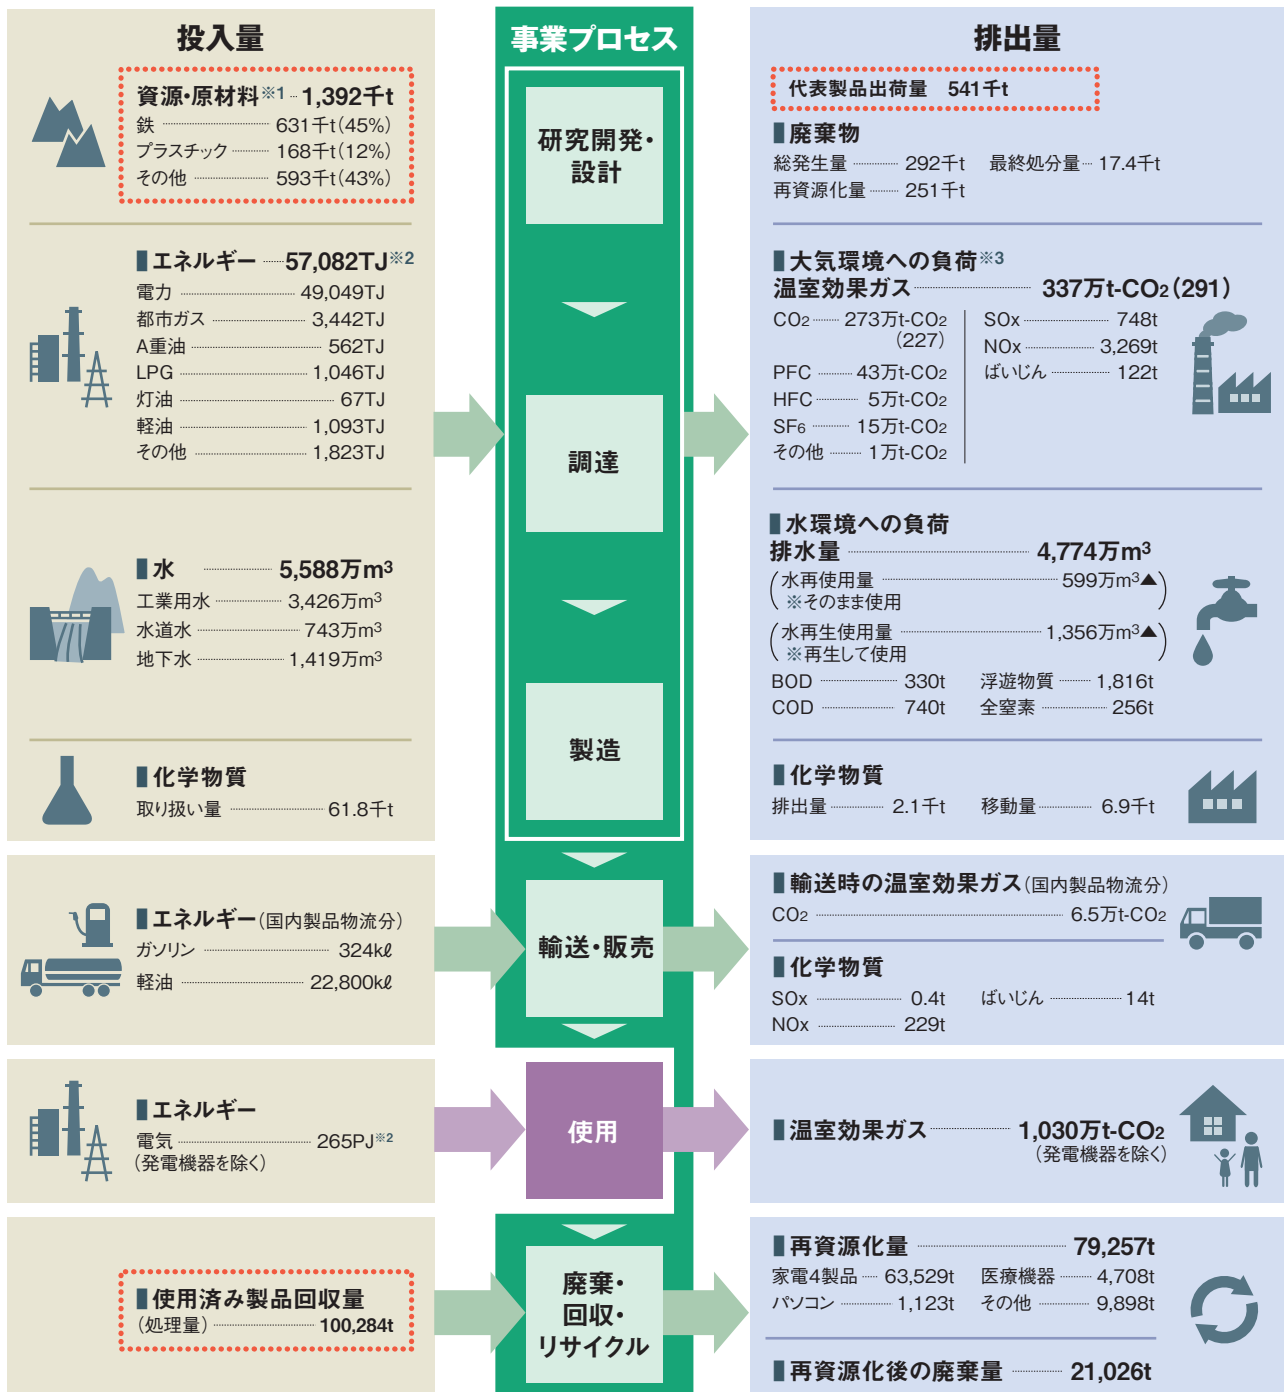 投入量
資源・原材料※1 1,392千t
鉄 631千t(45%)
プラスチック 168千t(12%)
その他 593千t(43%)
エネルギー 57,082TJ※2
電力 49,049TJ
都市ガス 3,442TJ
A重油 562TJ
LPG 1,046TJ
灯油 67TJ
軽油 1,093TJ
その他 1,823TJ
水 5,588万m³
工業用水 3,426万m³
水道水 743万m³
地下水 1,419万m³
化学物質
取り扱い量 61.8千t
エネルギー(国内製品物流分)
ガソリン 324kℓ
軽油 22,800kℓ
エネルギー
電気 265PJ※2
(発電機器を除く)
使用済み製品回収量
(処理量) 100,284t
事業プロセス
研究開発・
設計
調達
製造
輸送・販売
使用
廃棄・
回収・
リサイクル
排出量
代表製品出荷量 541千t
廃棄物
総発生量 292千t 最終処分量 17.4千t
再資源化量 251千t
大気環境への負荷※3
温室効果ガス 337万t-CO₂(291)
CO₂ 273万t-CO₂ SOx 748t
(227) NOx 3,269t
PFC 43万t-CO₂ ばいじん 122t
HFC 5万t-CO₂
SF₆ 15万t-CO₂
その他 1万t-CO₂
水環境への負荷
排水量 4,774万m³
(水再使用量 599万m³▲)
※そのまま使用
(水再生使用量 1,356万m³▲)
※再生して使用
BOD 330t 浮遊物質 1,816t
COD 740t 全窒素 256t
化学物質
排出量 2.1千t 移動量 6.9千t
輸送時の温室効果ガス(国内製品物流分)
CO₂ 6.5万t-CO₂
化学物質
SOx 0.4t ばいじん 14t
NOx 229t
温室効果ガス 1,030万t-CO₂
(発電機器を除く)
再資源化量 79,257t
家電4製品 63,529t 医療機器 4,708t
パソコン 1,123t その他 9,898t
再資源化後の廃棄量 21,026t